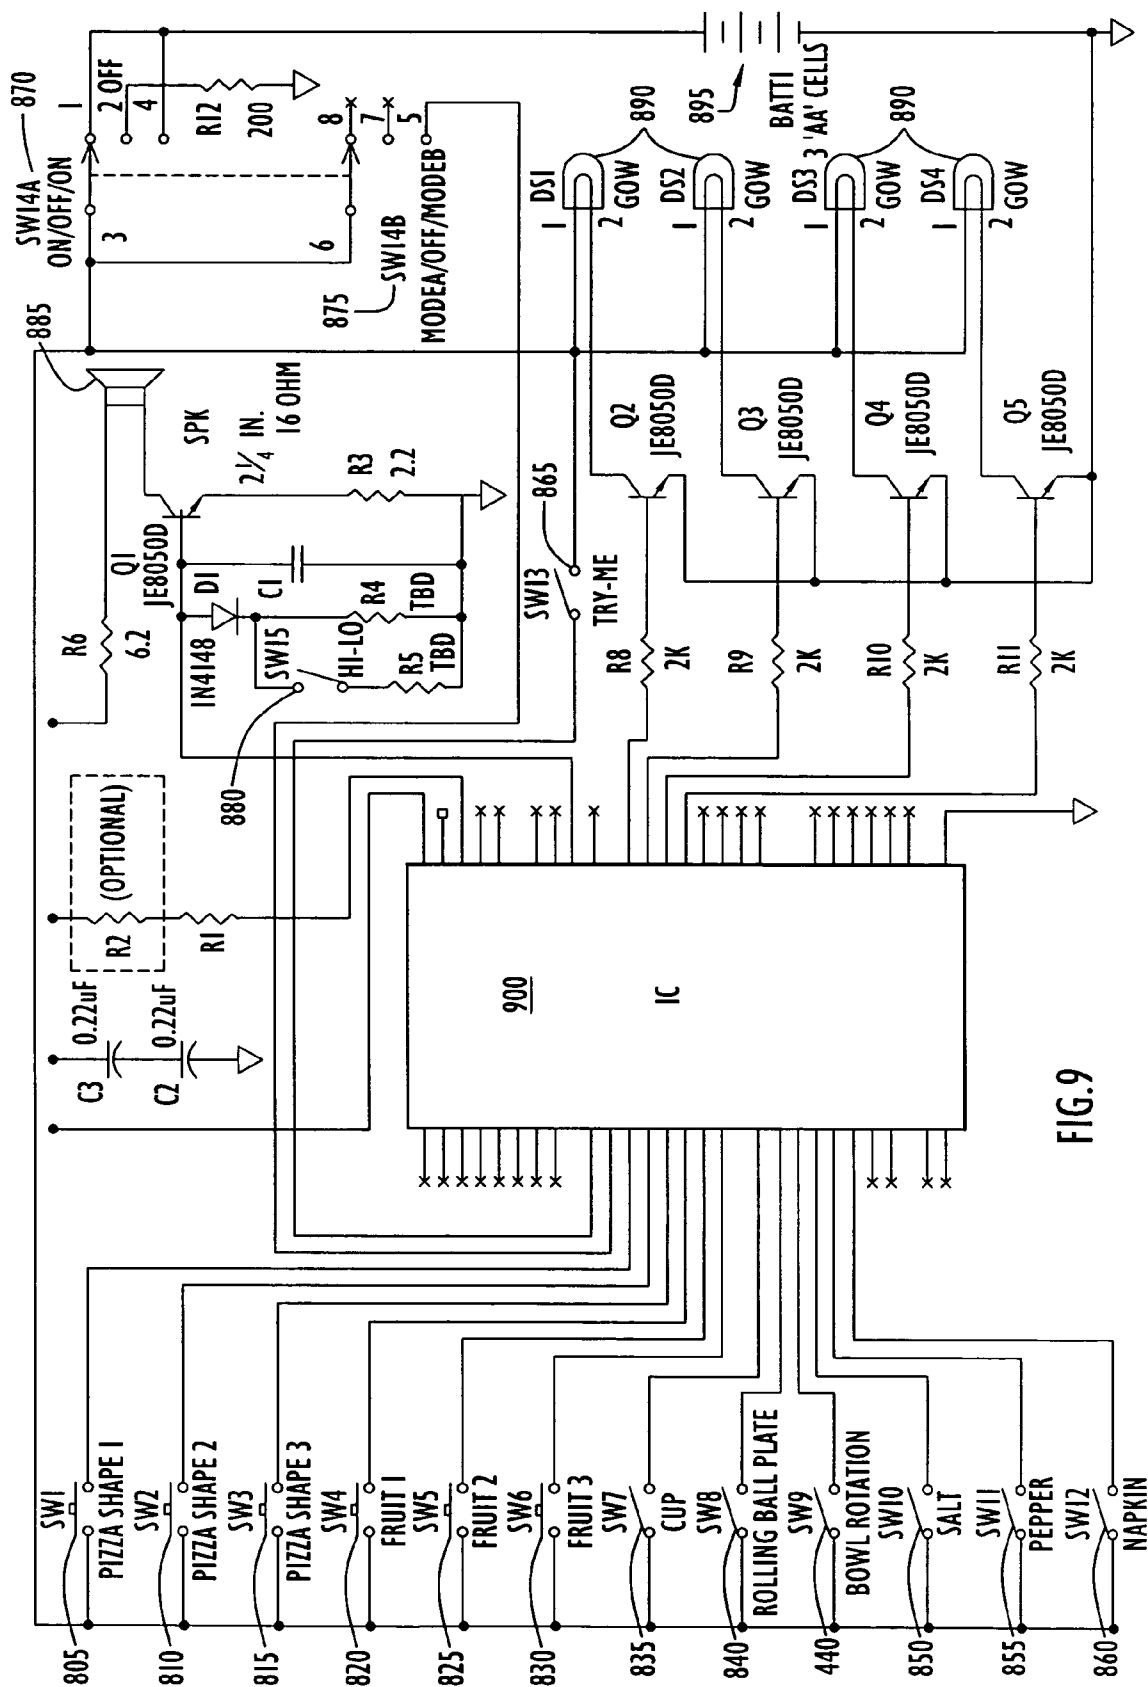 SW14A 870
ON/OFF/ON
1
2 OFF
4
3
R12
200
8
7
5
6
875
SW14B
MODEA/OFF/MODEB
885
SPK
2 1/4 IN.
16 OHM
R6
6.2
Q1
JE8050D
D1
IN4148
C1
R3
2.2
R4
TBD
SW15
HI-LO
R5
TBD
880
865
SW13
TRY-ME
895
BATT1
3 'AA' CELLS
890
890
DS1
1
2
GOW
DS2
1
2
GOW
DS3
1
2
GOW
DS4
1
2
GOW
Q2
JE8050D
Q3
JE8050D
Q4
JE8050D
Q5
JE8050D
R8
2K
R9
2K
R10
2K
R11
2K
(OPTIONAL)
R2
R1
0.22uF
C3
0.22uF
C2
900
IC
SW1
PIZZA SHAPE 1
805
SW2
PIZZA SHAPE 2
810
SW3
PIZZA SHAPE 3
815
SW4
FRUIT 1
820
SW5
FRUIT 2
825
SW6
FRUIT 3
830
SW7
CUP
835
SW8
ROLLING BALL PLATE
840
SW9
BOWL ROTATION
440
SW10
SALT
850
SW11
PEPPER
855
SW12
NAPKIN
860
FIG.9